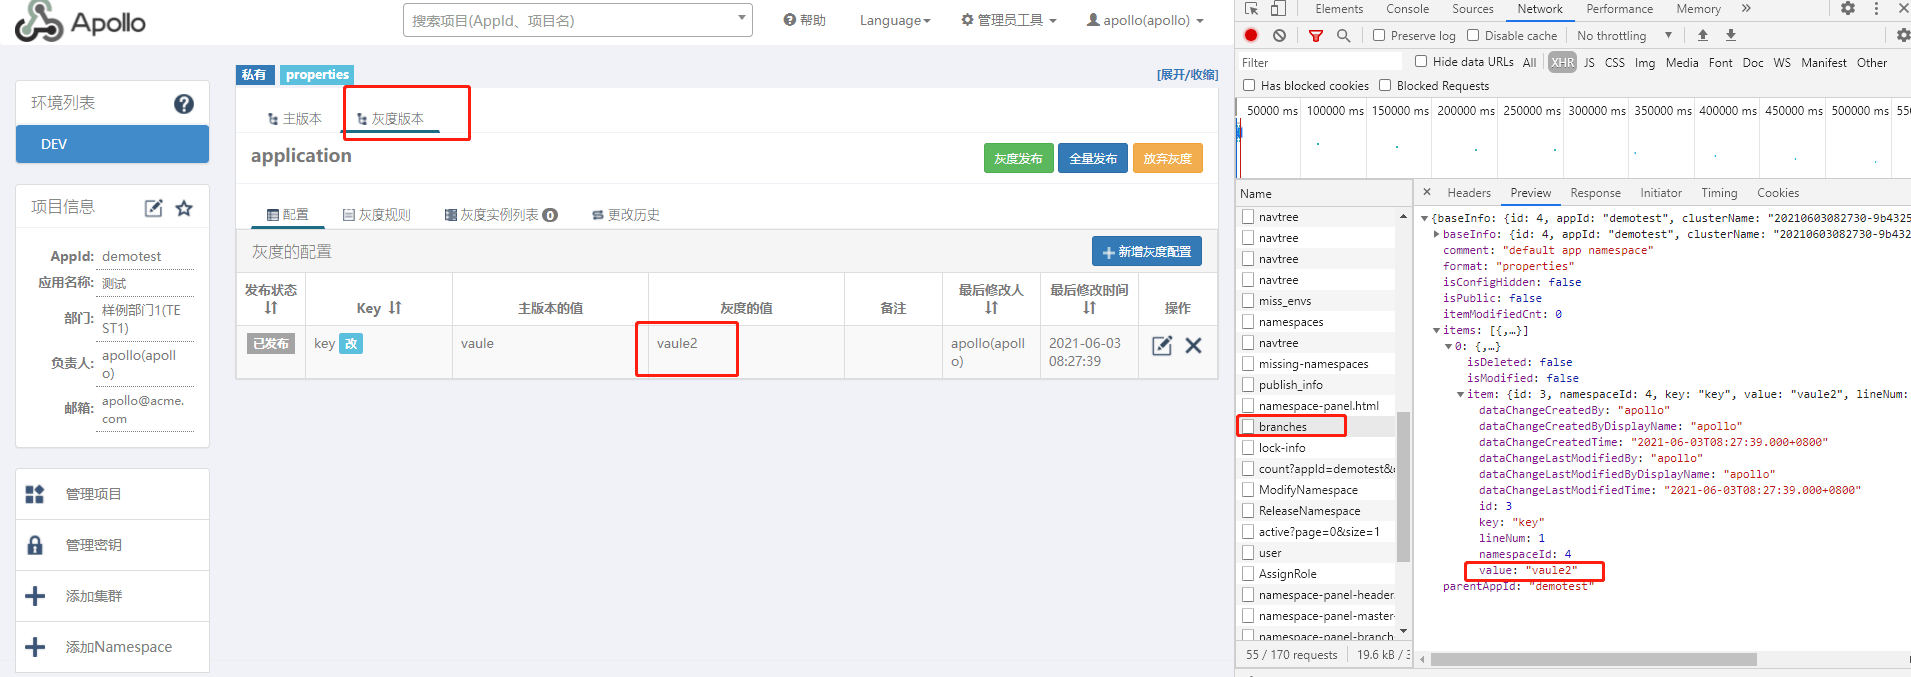 Apollo
搜索项目(AppId、项目名)
帮助
Language
管理员工具
apollo(apollo)
环境列表
DEV
项目信息
AppId: demotest
应用名称: 测试
部门: 样例部门1(TE
ST1)
负责人: apollo(apoll
o)
邮箱: apollo@acme.
com
管理项目
管理密钥
添加集群
添加Namespace
私有 properties
[展开/收缩]
主版本 灰度版本
application
灰度发布 全量发布 放弃灰度
配置 灰度规则 灰度实例列表 0 更改历史
灰度的配置
新增灰度配置
发布状态 Key 主版本的值 灰度的值 备注 最后修改人 最后修改时间 操作
已发布 key 改 vaule vaule2 apollo(apoll
o) 2021-06-03
08:27:39
Elements Console Sources Network Performance Memory »
Preserve log Disable cache No throttling
Filter Hide data URLs All XHR JS CSS Img Media Font Doc WS Manifest Other
Has blocked cookies Blocked Requests
50000 ms 100000 ms 150000 ms 200000 ms 250000 ms 300000 ms 350000 ms 400000 ms 450000 ms 500000 ms
Name
navtree
navtree
navtree
navtree
miss_envs
namespaces
navtree
missing-namespaces
publish_info
namespace-panel.html
branches
lock-info
count?appId=demotest&
ModifyNamespace
ReleaseNamespace
active?page=0&size=1
user
AssignRole
namespace-panel-header.
namespace-panel-master-
namespace-panel-branch
55 / 170 requests 19.6 kB /
Headers Preview Response Initiator Timing Cookies
{baseInfo: {id: 4, appId: "demotest", clusterName: "20210603082730-9b4325
baseInfo: {id: 4, appId: "demotest", clusterName: "20210603082730-9b432
comment: "default app namespace"
format: "properties"
isConfigHidden: false
isPublic: false
itemModifiedCnt: 0
items: [{,…}]
0: {,…}
isDeleted: false
isModified: false
item: {id: 3, namespaceId: 4, key: "key", value: "vaule2", lineNum:
dataChangeCreatedBy: "apollo"
dataChangeCreatedByDisplayName: "apollo"
dataChangeCreatedTime: "2021-06-03T08:27:39.000+0800"
dataChangeLastModifiedBy: "apollo"
dataChangeLastModifiedByDisplayName: "apollo"
dataChangeLastModifiedTime: "2021-06-03T08:27:39.000+0800"
id: 3
key: "key"
lineNum: 1
namespaceId: 4
value: "vaule2"
parentAppId: "demotest"